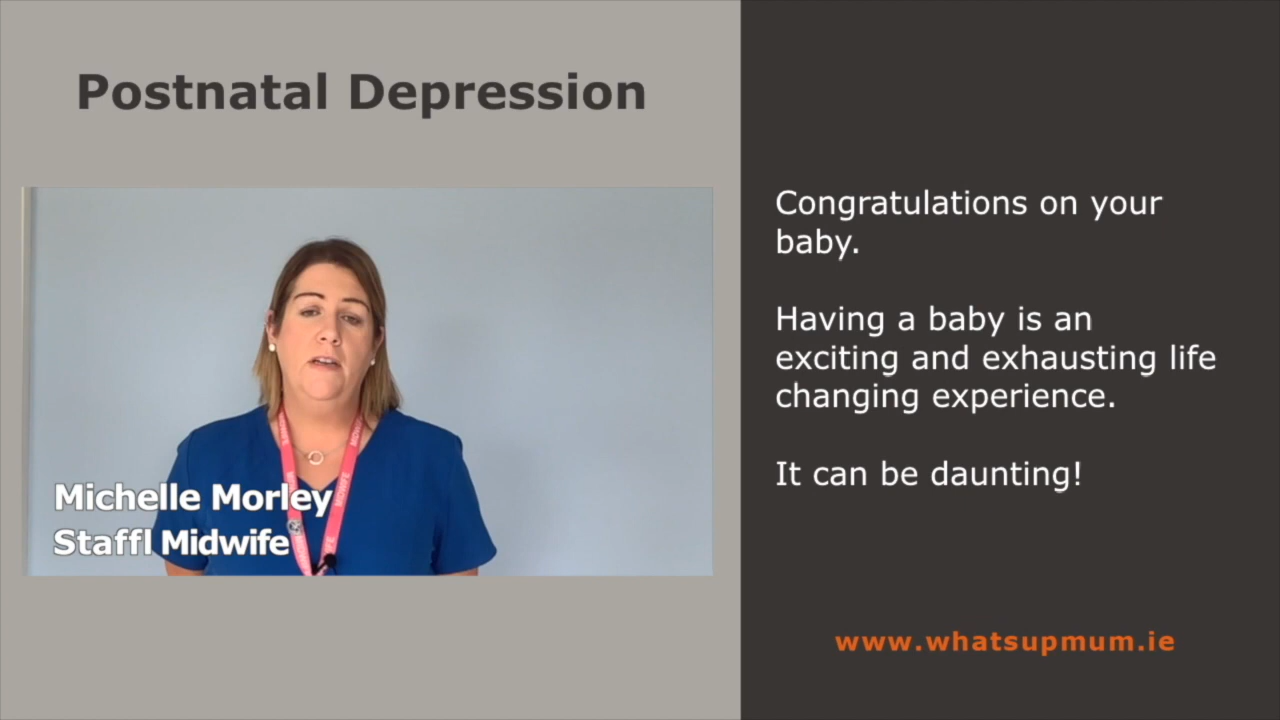 Postnatal Depression
Michelle Morley
Staffl Midwife
MIDWIFE
Congratulations on your
baby.
Having a baby is an
exciting and exhausting life
changing experience.
It can be daunting!
www.whatsupmum.ie